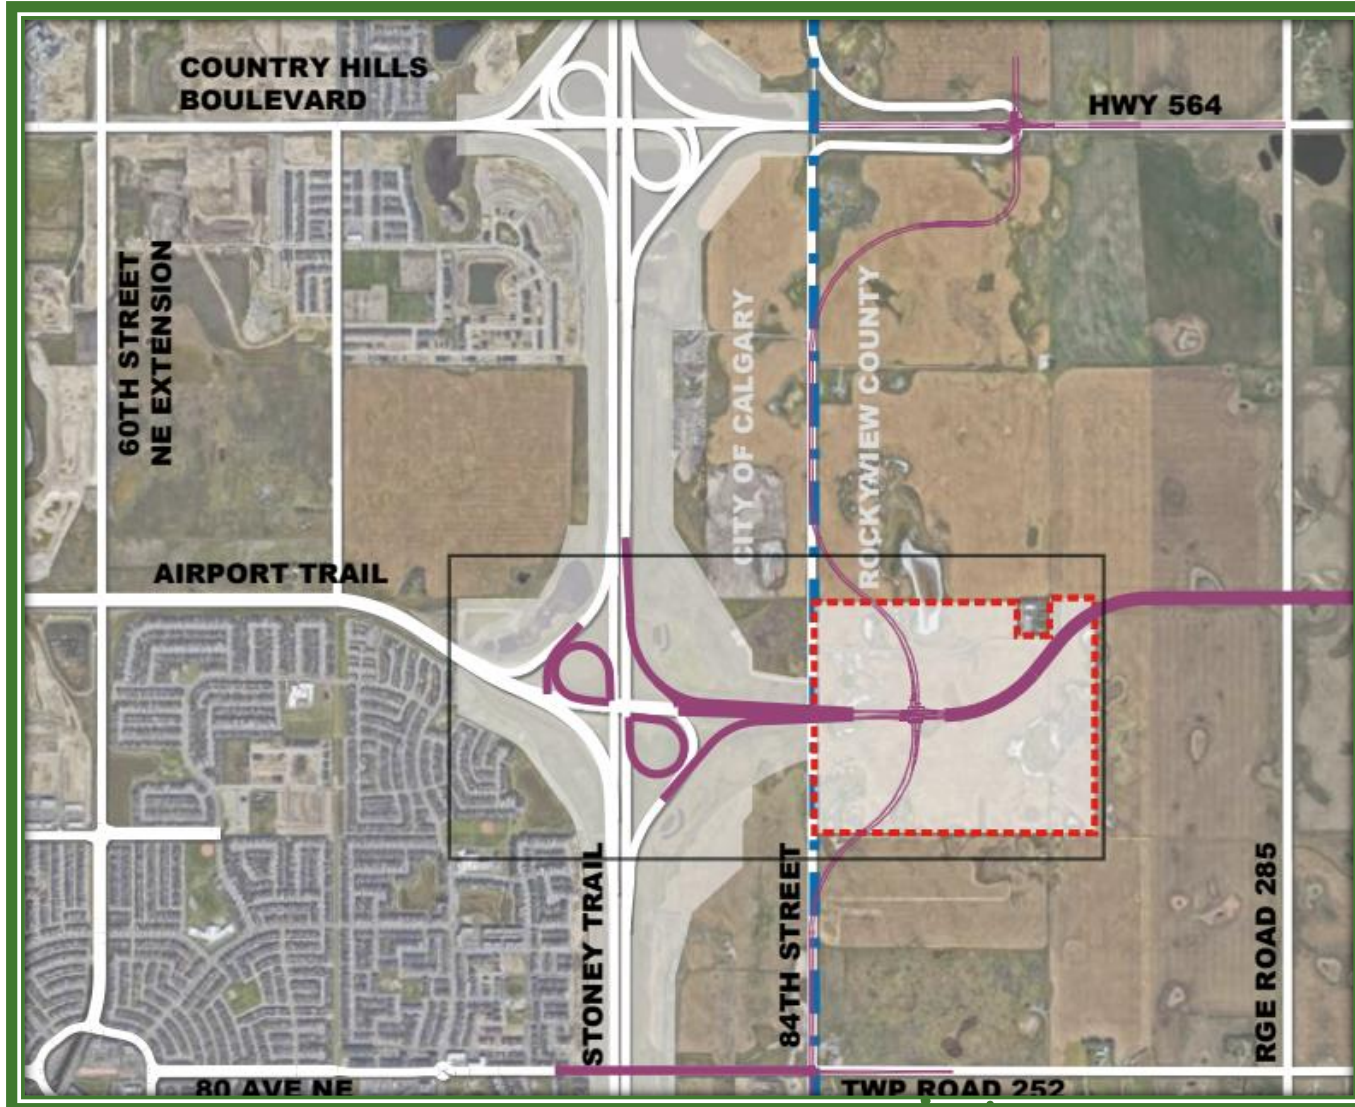 COUNTRY HILLS
BOULEVARD
HWY 564
60TH STREET
NE EXTENSION
CITY OF CALGARY
ROCKYVIEW COUNTY
AIRPORT TRAIL
STONEY TRAIL
84TH STREET
RGE ROAD 285
80 AVE NE
TWP ROAD 252